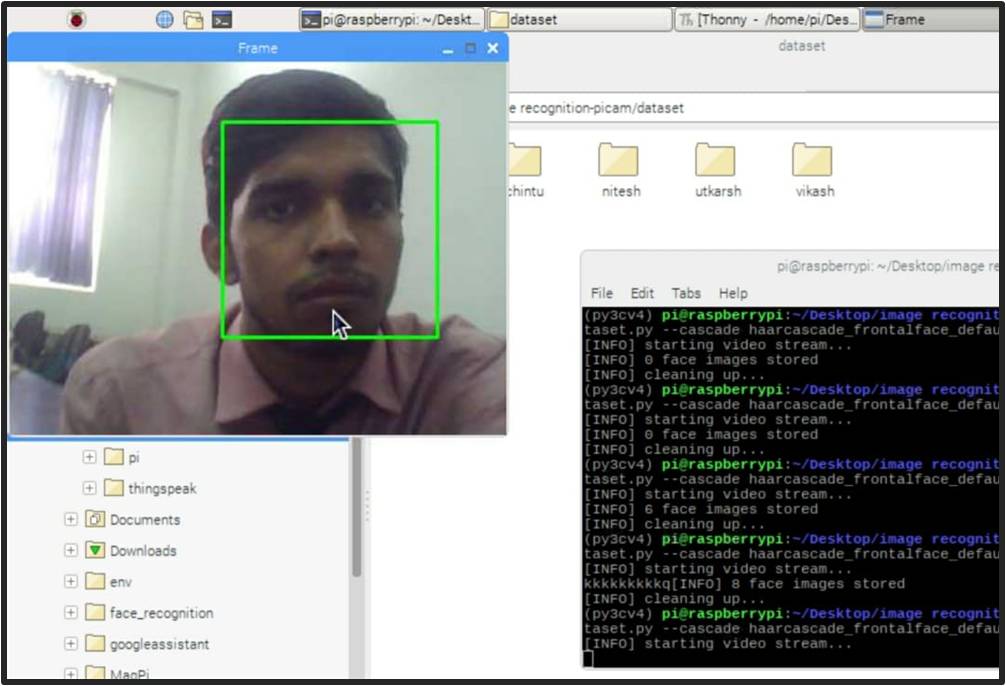 pi@raspberrypi: ~/Deskt...
dataset
[Thonny - /home/pi/Des...
Frame
Frame
dataset
e recognition-picam/dataset
chintu
nitesh
utkarsh
vikash
pi@raspberrypi: ~/Desktop/image re
File Edit Tabs Help
(py3cv4) pi@raspberrypi:~/Desktop/image recognit
taset.py --cascade haarcascade_frontalface_defau
[INFO] starting video stream...
[INFO] 0 face images stored
[INFO] cleaning up...
(py3cv4) pi@raspberrypi:~/Desktop/image recognit
taset.py --cascade haarcascade_frontalface_defau
[INFO] starting video stream...
[INFO] 0 face images stored
[INFO] cleaning up...
(py3cv4) pi@raspberrypi:~/Desktop/image recognit
taset.py --cascade haarcascade_frontalface_defau
[INFO] starting video stream...
[INFO] 6 face images stored
[INFO] cleaning up...
(py3cv4) pi@raspberrypi:~/Desktop/image recognit
taset.py --cascade haarcascade_frontalface_defau
[INFO] starting video stream...
kkkkkkkkkq[INFO] 8 face images stored
[INFO] cleaning up...
(py3cv4) pi@raspberrypi:~/Desktop/image recognit
taset.py --cascade haarcascade_frontalface_defau
[INFO] starting video stream...
pi
thingspeak
Documents
Downloads
env
face_recognition
googleassistant
MagPi